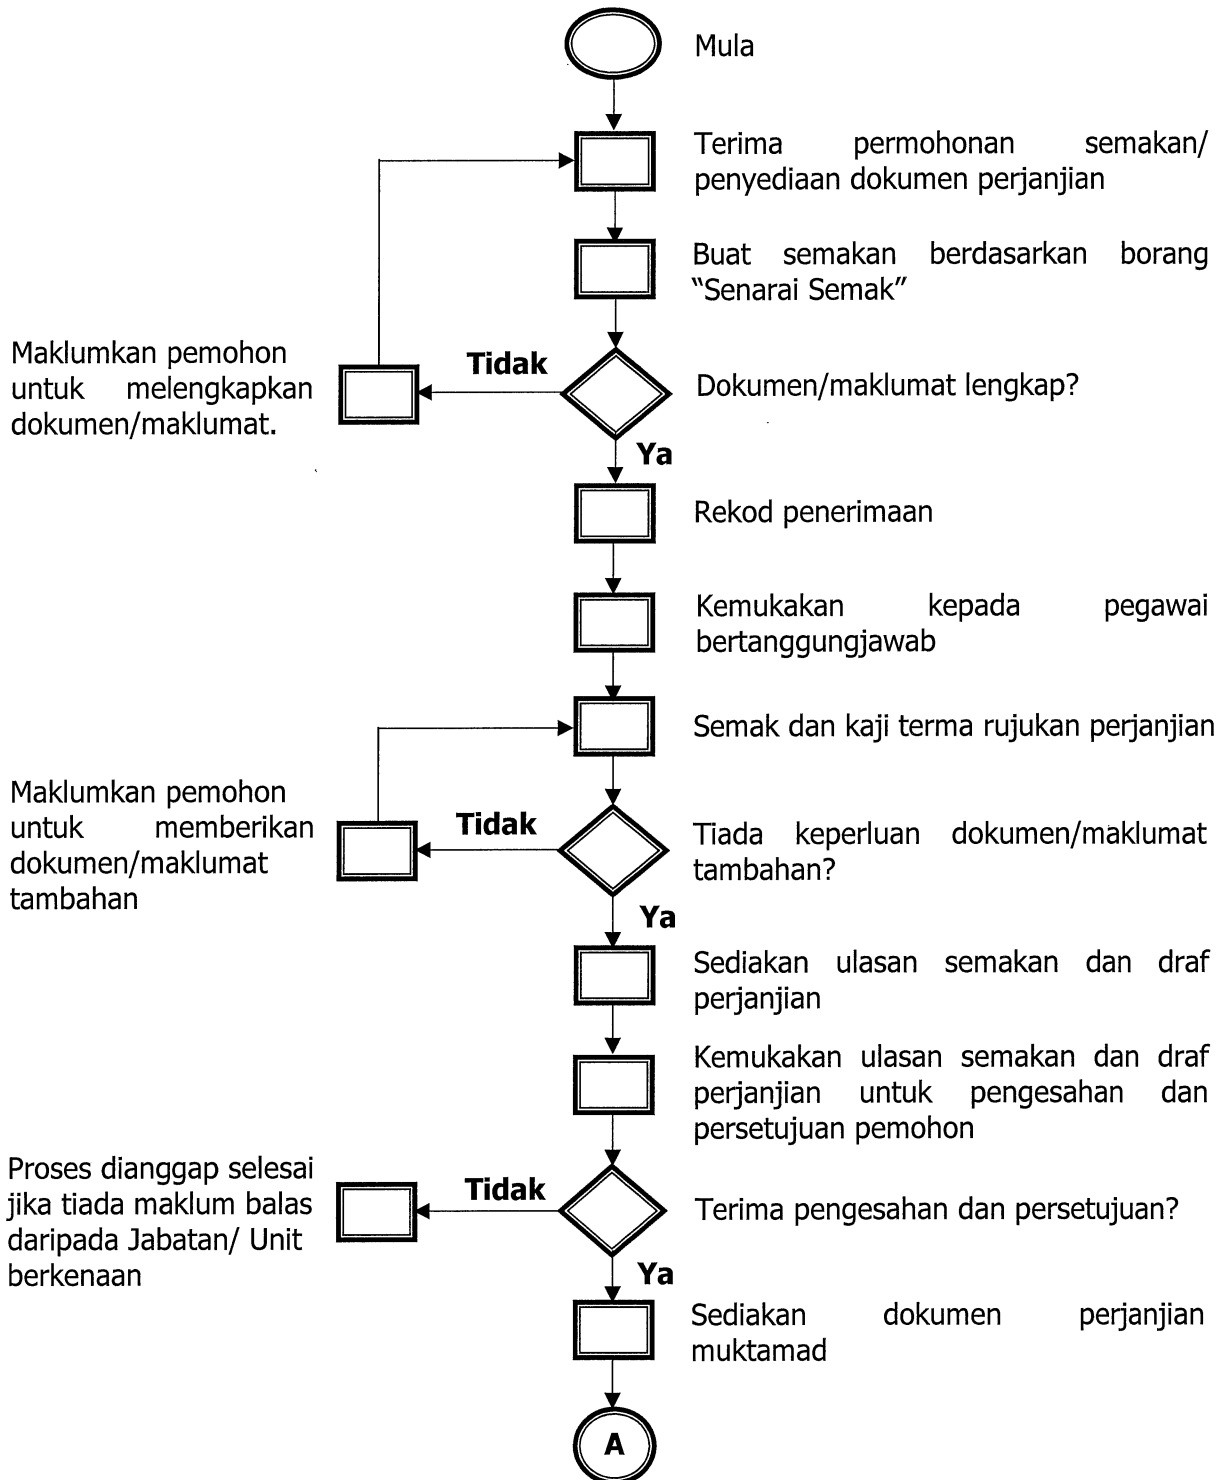 Mula
Terima permohonan semakan/
penyediaan dokumen perjanjian
Buat semakan berdasarkan borang
“Senarai Semak”
Maklumkan pemohon
untuk melengkapkan
dokumen/maklumat.
Tidak
Dokumen/maklumat lengkap?
Ya
Rekod penerimaan
Kemukakan kepada pegawai
bertanggungjawab
Semak dan kaji terma rujukan perjanjian
Maklumkan pemohon
untuk memberikan
dokumen/maklumat
tambahan
Tidak
Tiada keperluan dokumen/maklumat
tambahan?
Ya
Sediakan ulasan semakan dan draf
perjanjian
Kemukakan ulasan semakan dan draf
perjanjian untuk pengesahan dan
persetujuan pemohon
Proses dianggap selesai
jika tiada maklum balas
daripada Jabatan/ Unit
berkenaan
Tidak
Terima pengesahan dan persetujuan?
Ya
Sediakan dokumen perjanjian
muktamad
A